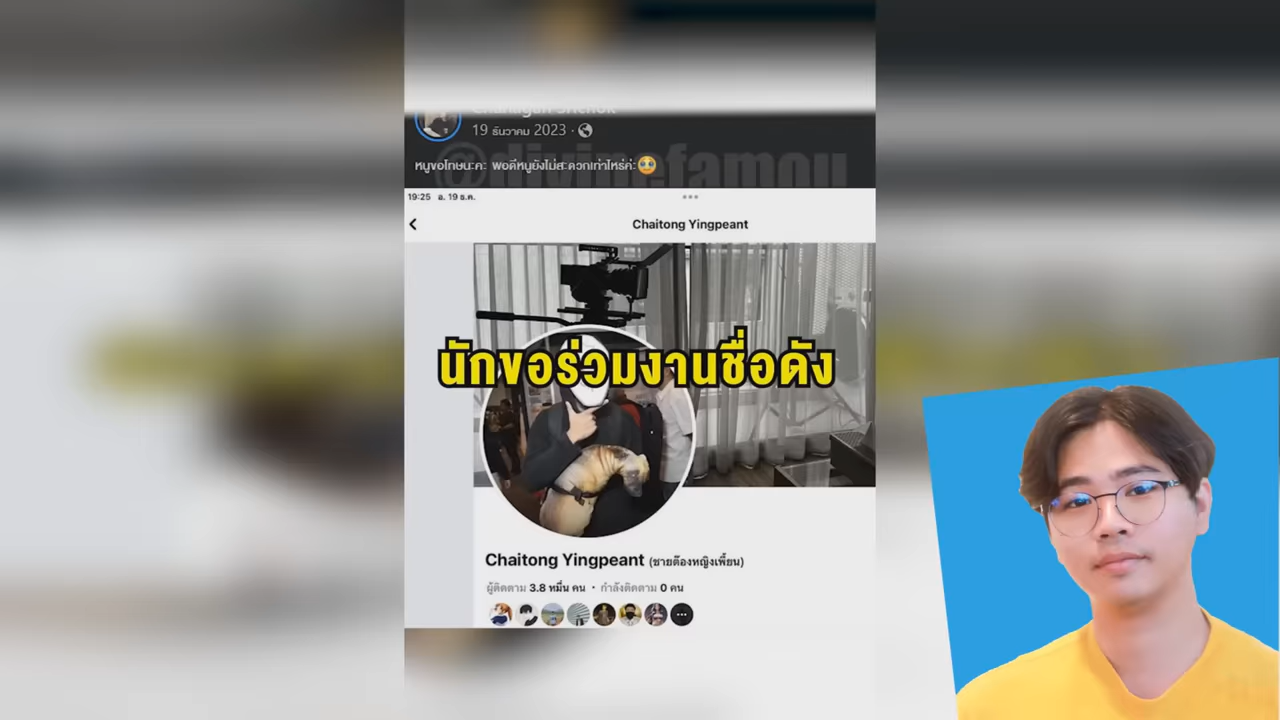 19 ธันวาคม 2023
หนูขอโทษนะคะ พอดีหนูยังไม่สะดวกเท่าไหร่ค่ะ
@divinefamou
19:25 อ. 19 ธ.ค.
Chaitong Yingpeant
นักขอร่วมงานชื่อดัง
Chaitong Yingpeant (ชายต๊องหญิงเพี้ยน)
ผู้ติดตาม 3.8 หมื่น คน · กำลังติดตาม 0 คน